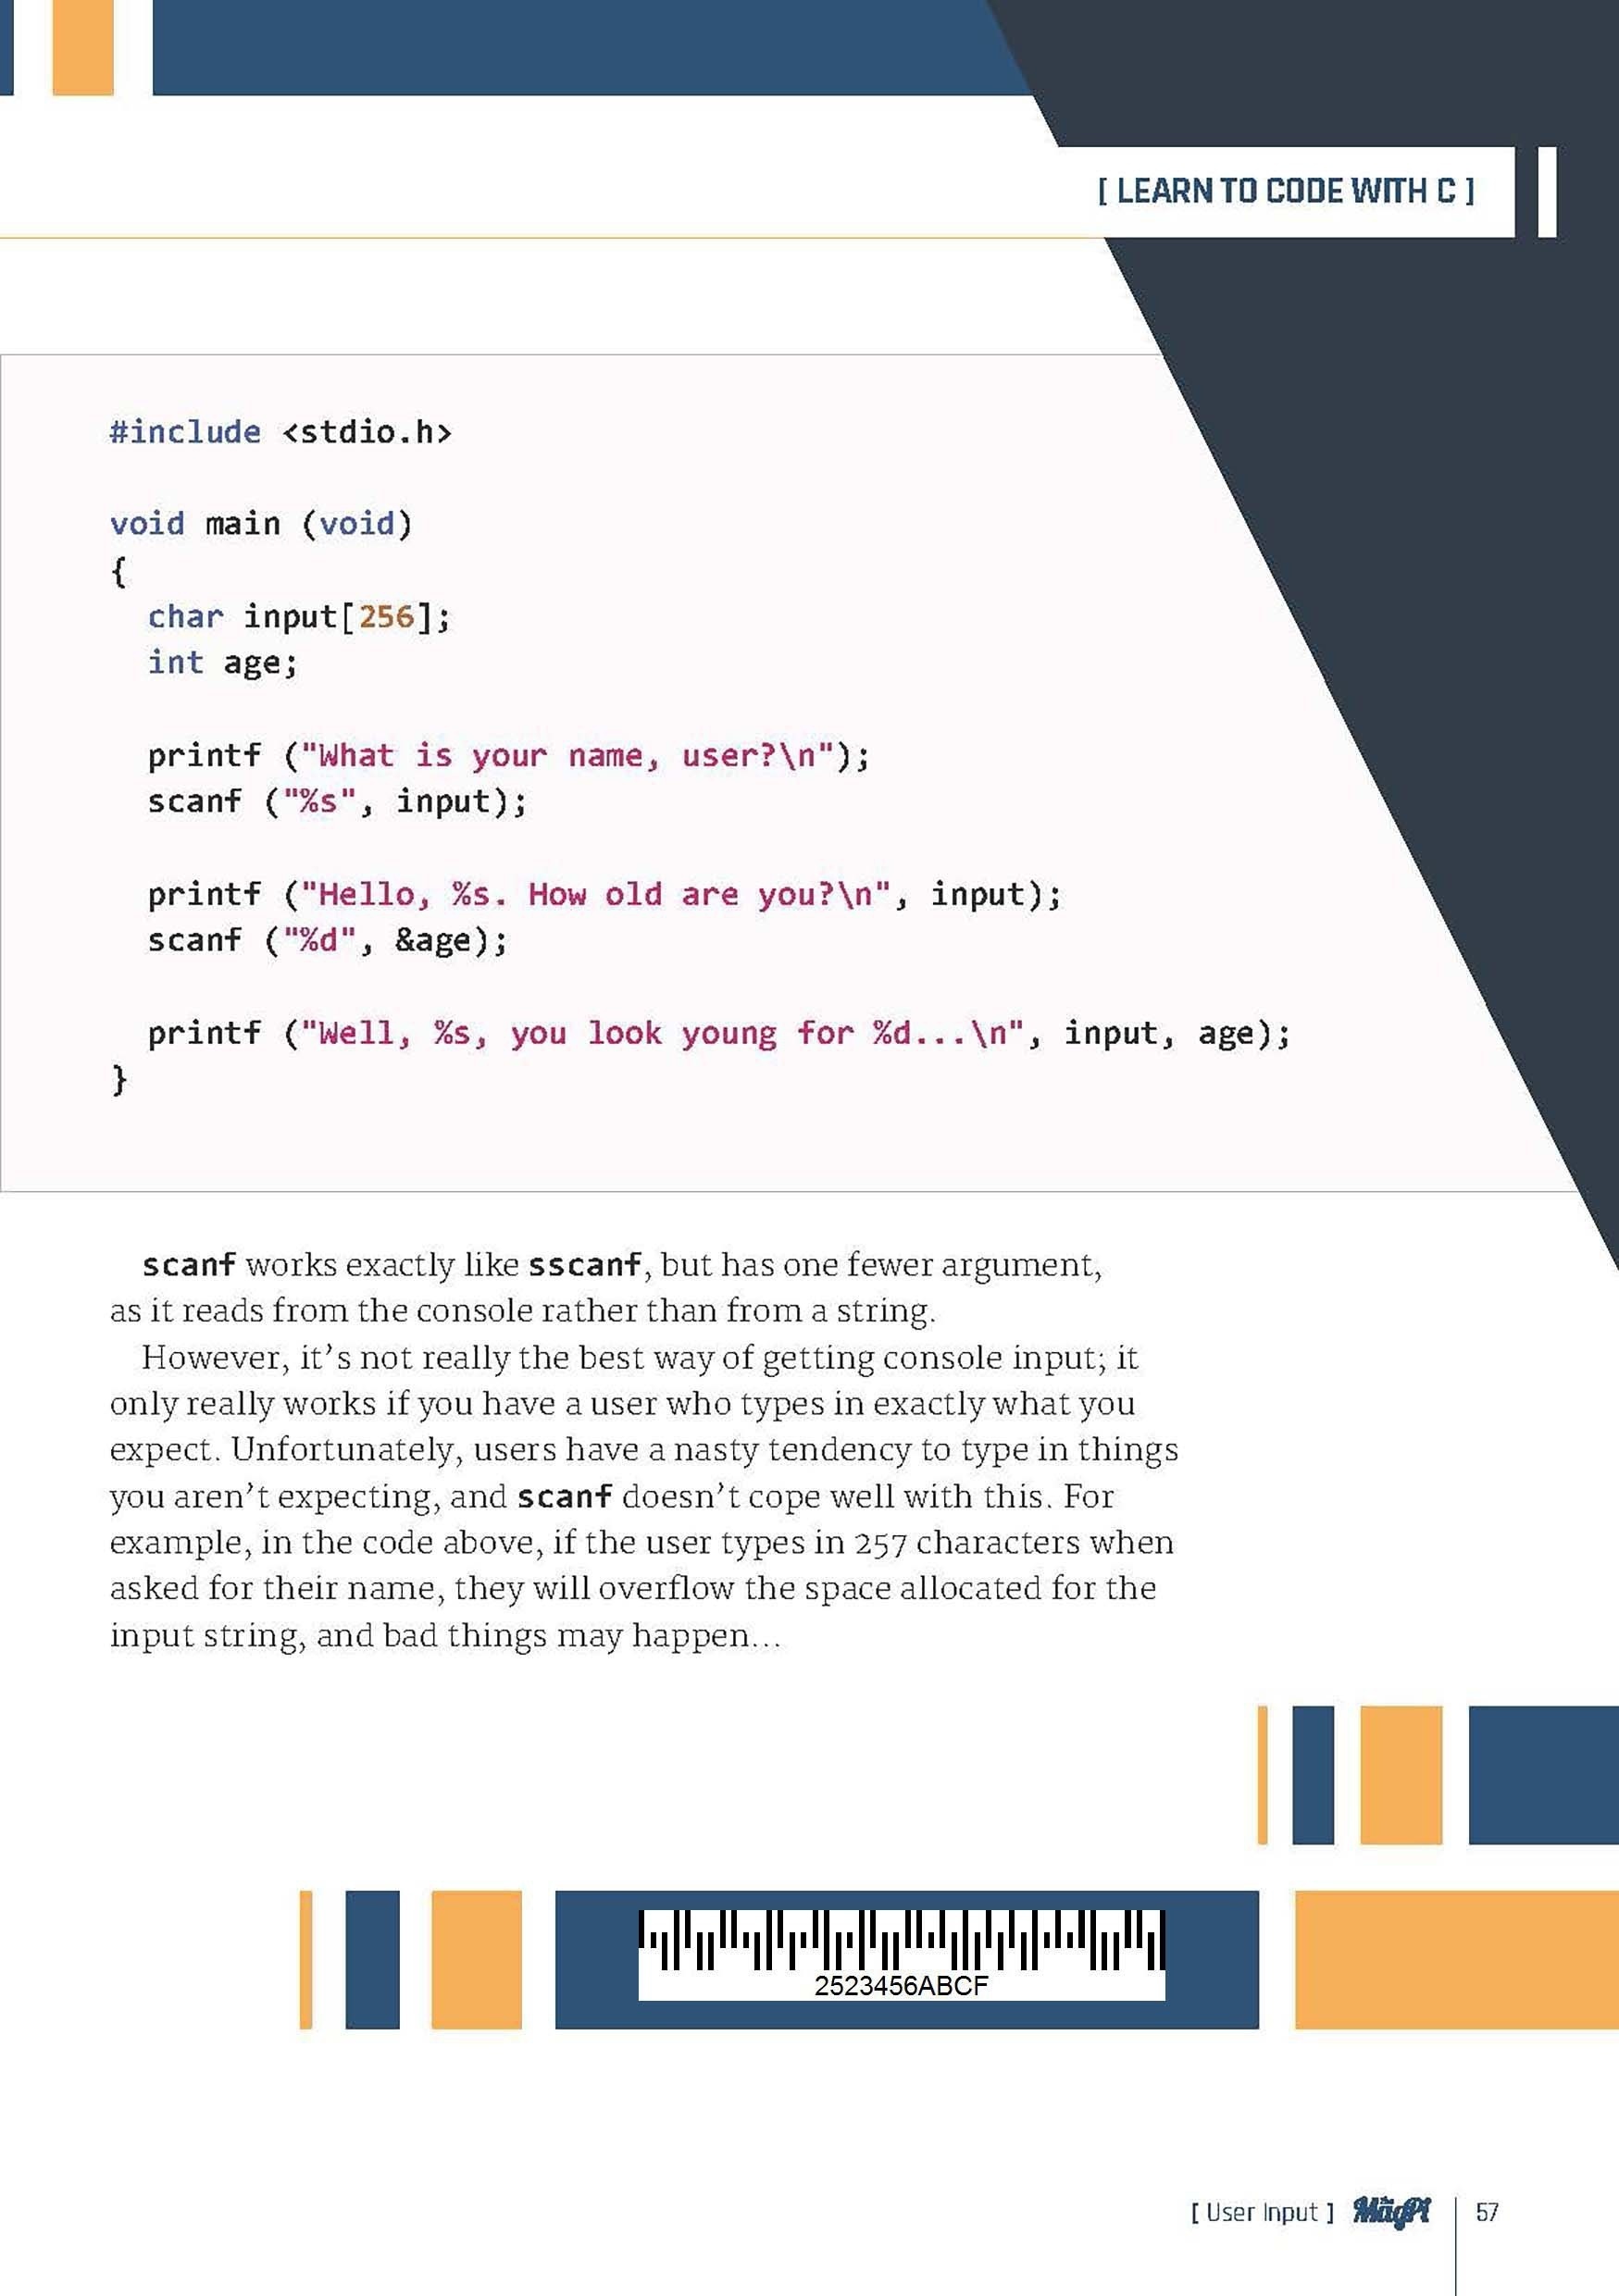 [ LEARN TO CODE WITH C ]
#include <stdio.h>
void main (void)
{
  char input[256];
  int age;
  printf ("What is your name, user?\n");
  scanf ("%s", input);
  printf ("Hello, %s. How old are you?\n", input);
  scanf ("%d", &age);
  printf ("Well, %s, you look young for %d...\n", input, age);
}
scanf works exactly like sscanf, but has one fewer argument,
as it reads from the console rather than from a string.
However, it’s not really the best way of getting console input; it
only really works if you have a user who types in exactly what you
expect. Unfortunately, users have a nasty tendency to type in things
you aren’t expecting, and scanf doesn’t cope well with this. For
example, in the code above, if the user types in 257 characters when
asked for their name, they will overflow the space allocated for the
input string, and bad things may happen...
2523456ABCF
[ User Input ] MagPi 57